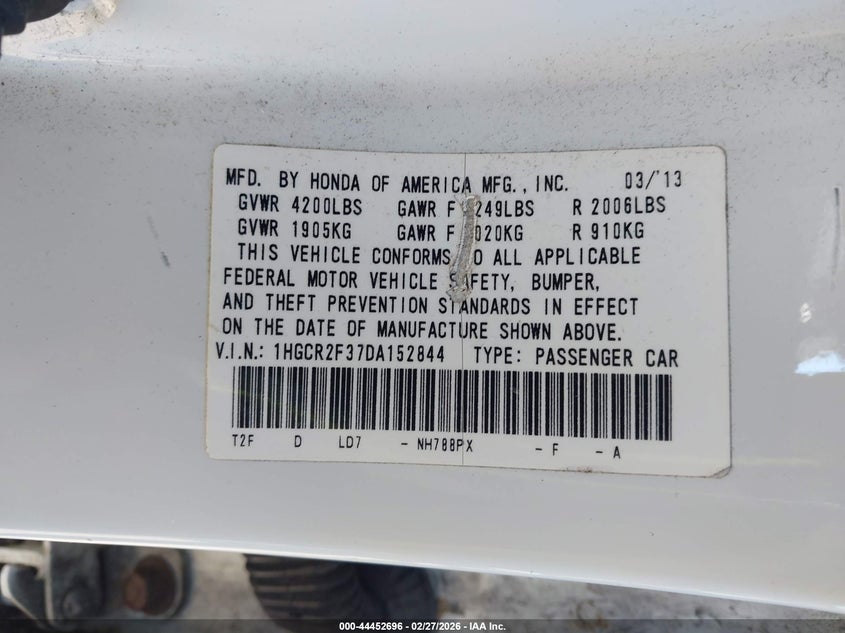 MFD. BY HONDA OF AMERICA MFG., INC. 03/'13
GVWR 4200LBS GAWR F 249LBS R 2006LBS
GVWR 1905KG GAWR F 020KG R 910KG
THIS VEHICLE CONFORMS TO ALL APPLICABLE
FEDERAL MOTOR VEHICLE SAFETY, BUMPER,
AND THEFT PREVENTION STANDARDS IN EFFECT
ON THE DATE OF MANUFACTURE SHOWN ABOVE.
V.I.N.: 1HGCR2F37DA152844 TYPE: PASSENGER CAR
T2F D LD7 - NH788PX - F - A
000-44452696 - 02/27/2026 - IAA Inc.